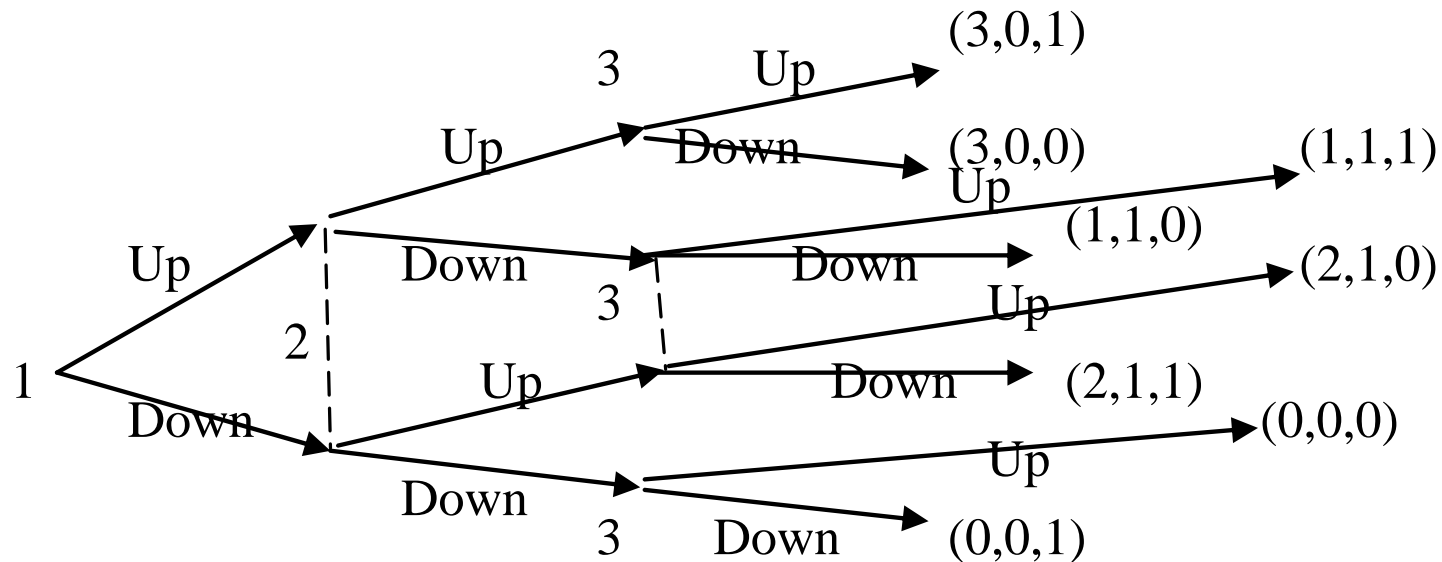 (3,0,1)
3 Up
Up Down (3,0,0) (1,1,1)
Up
(1,1,0)
Up Down Down (2,1,0)
3 Up
2
1 Up Down (2,1,1)
Down (0,0,0)
Up
Down
3 Down (0,0,1)